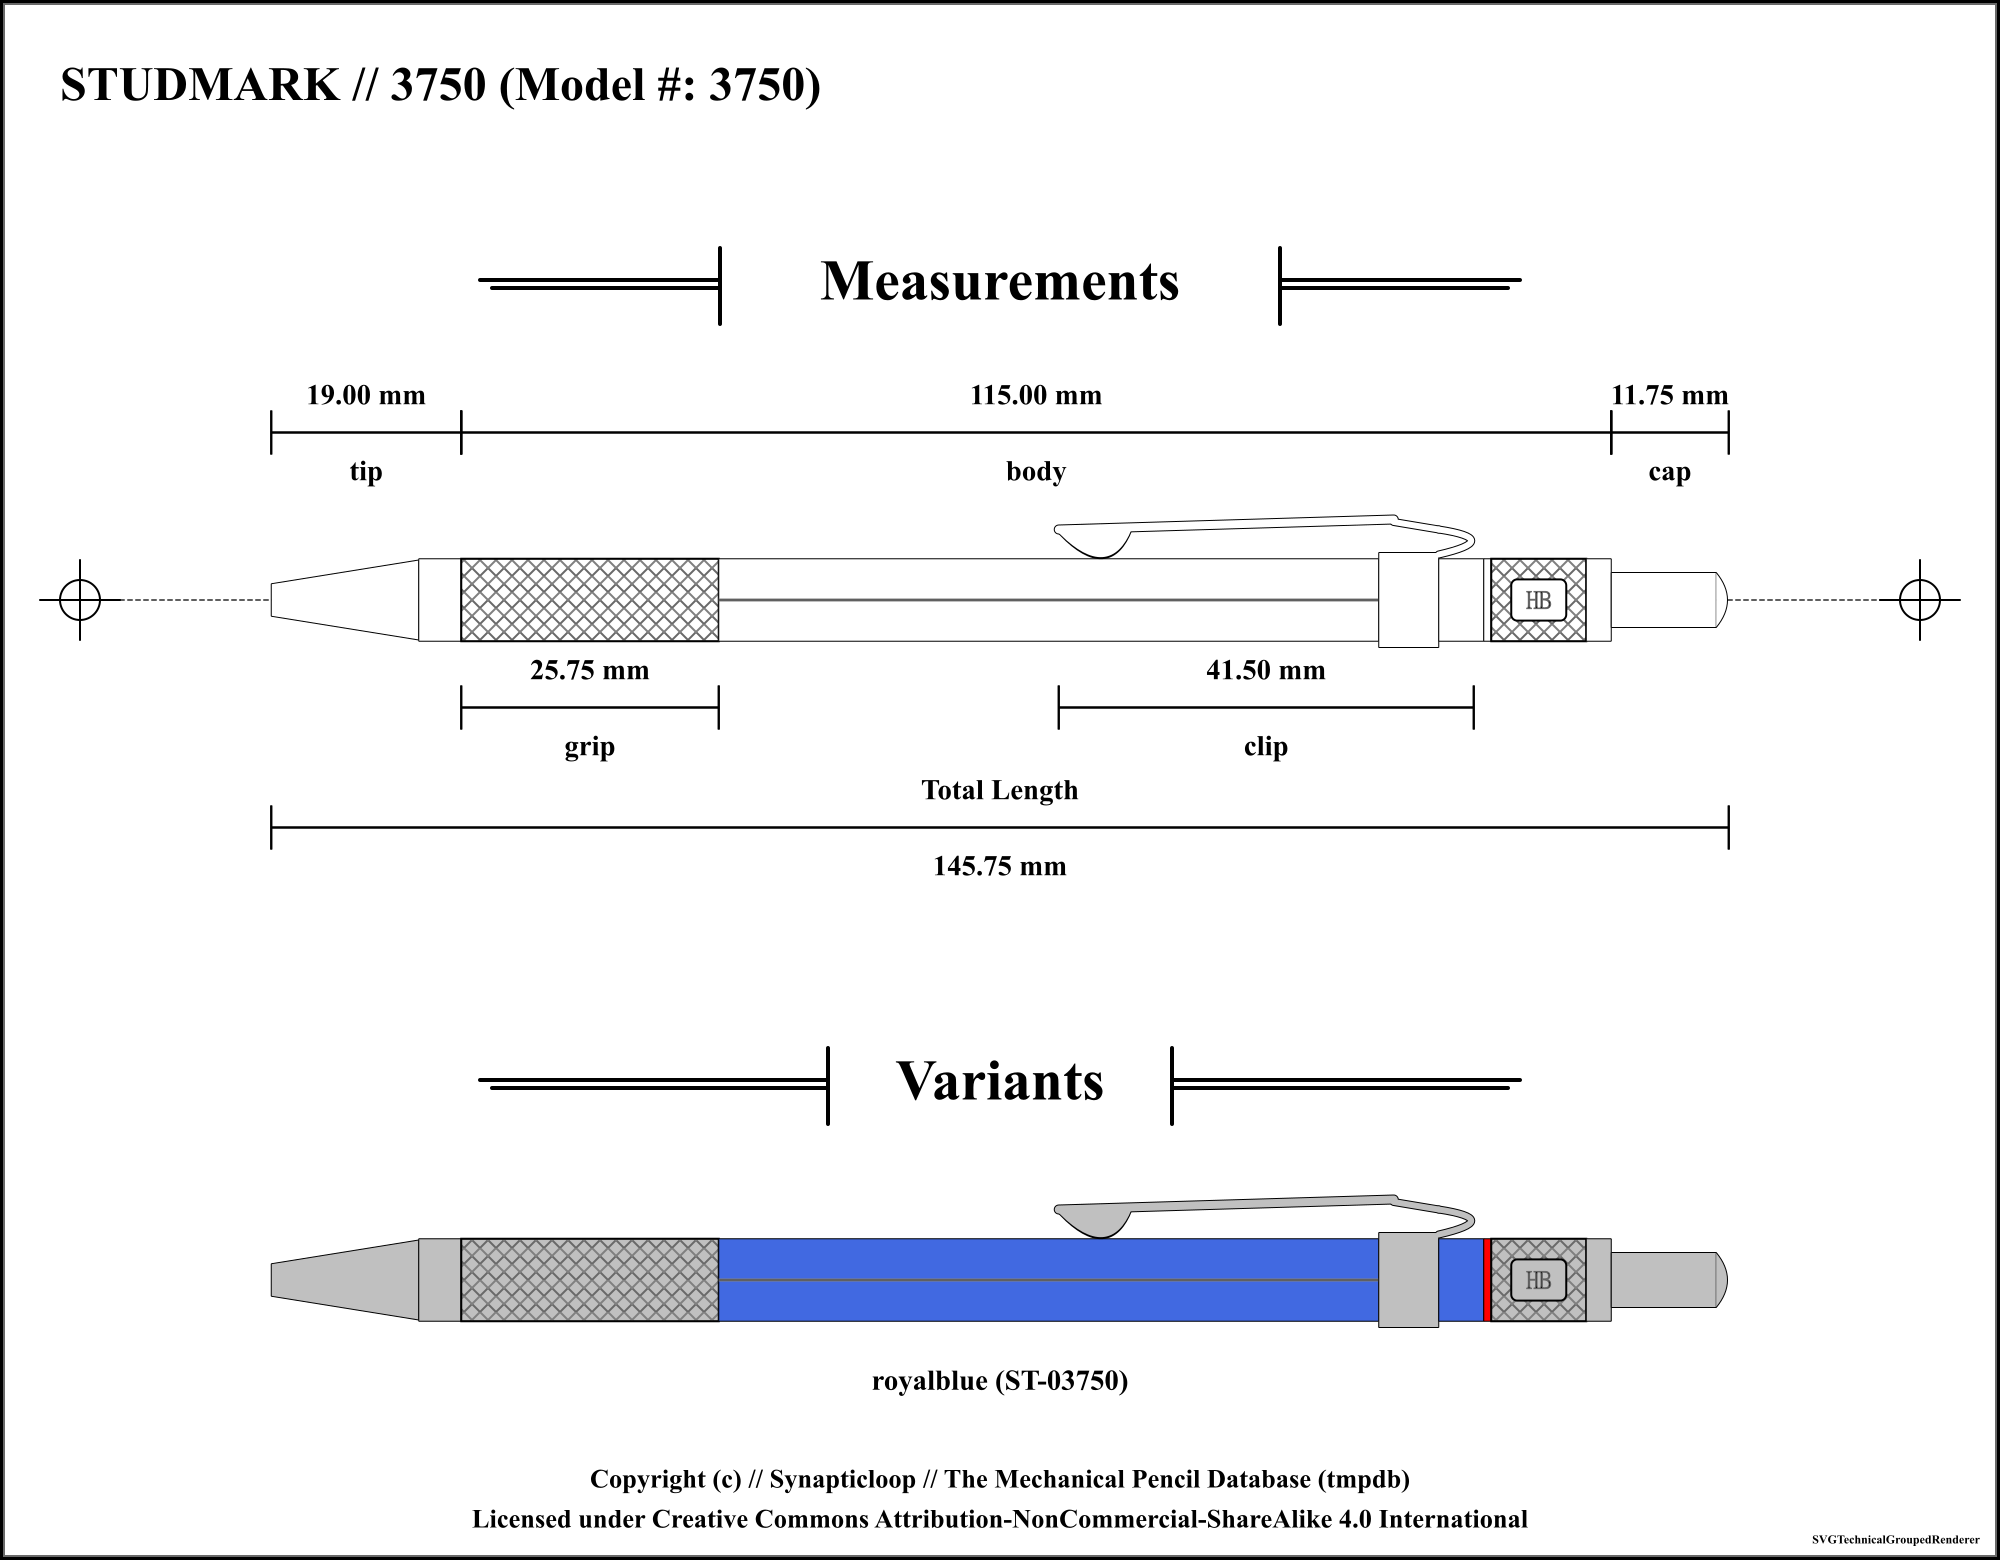 STUDMARK // 3750 (Model #: 3750)
Measurements
19.00 mm
115.00 mm
11.75 mm
tip
body
cap
HB
25.75 mm
41.50 mm
grip
clip
Total Length
145.75 mm
Variants
HB
royalblue (ST-03750)
Copyright (c) // Synapticloop // The Mechanical Pencil Database (tmpdb)
Licensed under Creative Commons Attribution-NonCommercial-ShareAlike 4.0 International
SVGTechnicalGroupedRenderer